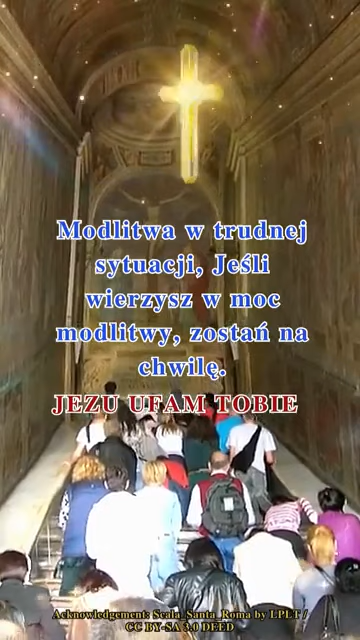 Modlitwa w trudnej
sytuacji, Jeśli
wierzysz w moc
modlitwy, zostań na
chwilę.
JEZU UFAM TOBIE
Acknowledgement: Scala_Santa_Roma by LPLT /
CC BY-SA 3.0 DEED